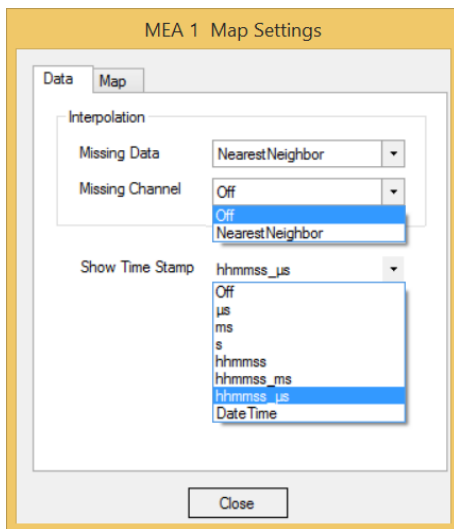 MEA 1 Map Settings
Data Map
Interpolation
Missing Data NearestNeighbor
Missing Channel Off
Off
NearestNeighbor
Show Time Stamp hhmmss_µs
Off
µs
ms
s
hhmmss
hhmmss_ms
hhmmss_µs
DateTime
Close